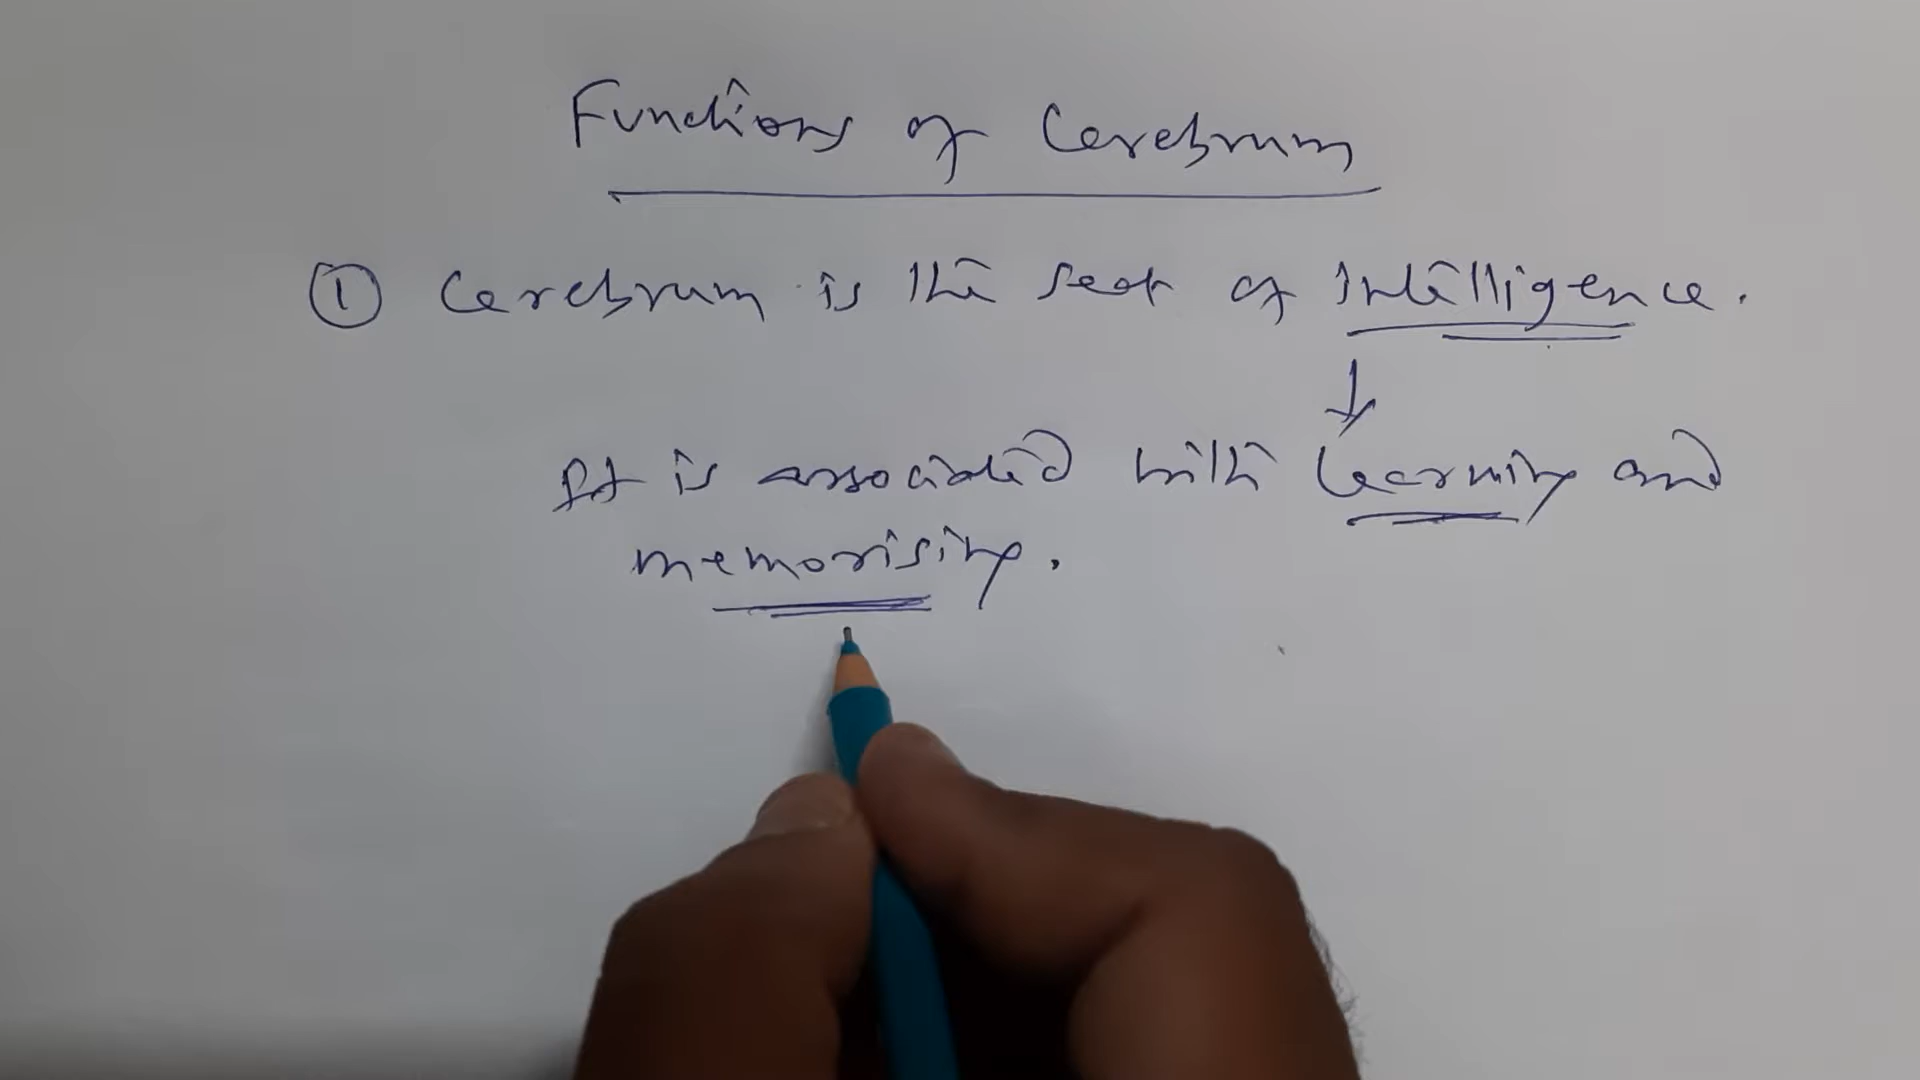 Functions of Cerebrum
① Cerebrum is the seat of intelligence.
↓
It is associated with learning and
memorising.